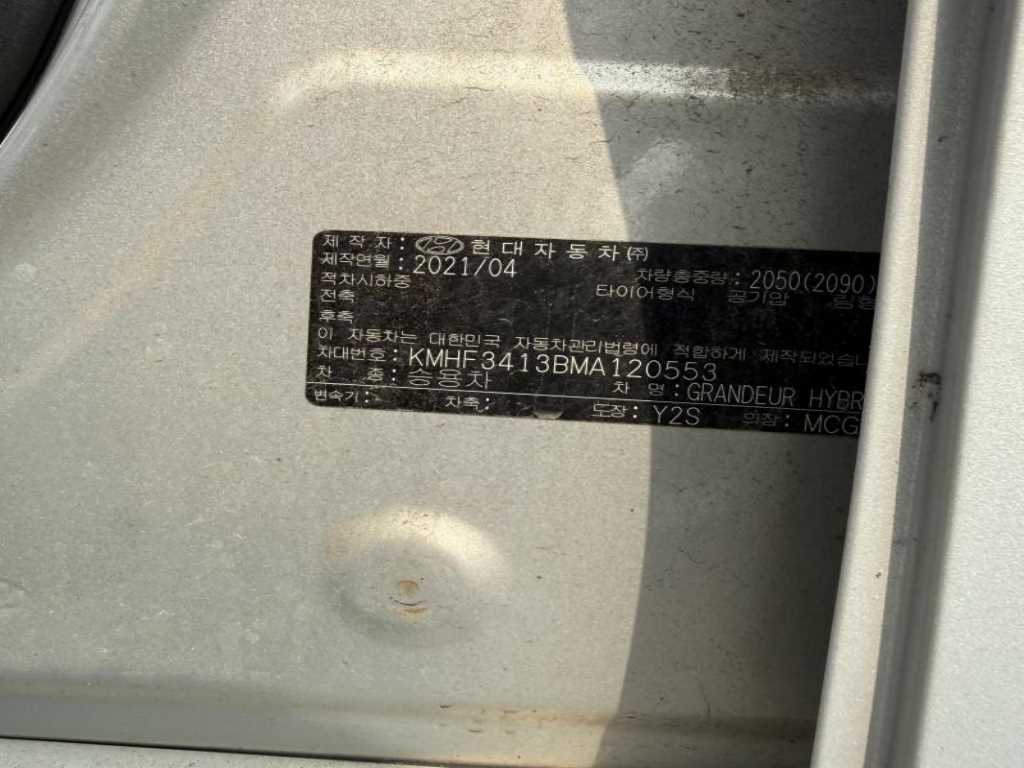 제 작 자 : 현대자동차㈜
제작연월 : 2021/04 차량총중량 : 2050(2090)
적차시하중 타이어형식 공기압 림형
전축
후축
이 자동차는 대한민국 자동차관리법령에 적합하게 제작되었습니
차대번호 : KMHF3413BMA120553
차 종 : 승용차 차 명 : GRANDEUR HYBR
변속기 : 차축 : 도장 : Y2S 의장 : MCG